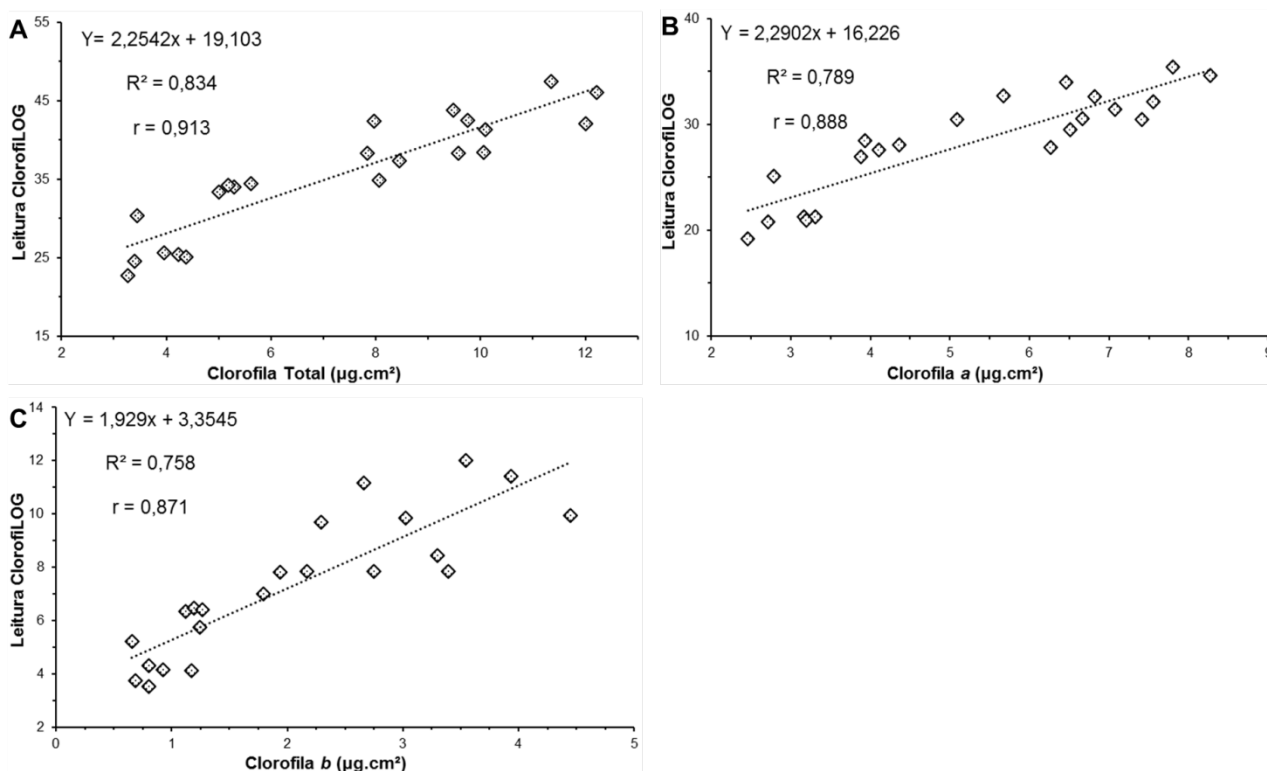 A
Y= 2,2542x + 19,103
R² = 0,834
r = 0,913
Leitura ClorofiLOG
55
45
35
25
15
2
4
6
8
10
12
Clorofila Total (µg.cm²)
B
Y = 2,2902x + 16,226
R² = 0,789
r = 0,888
Leitura ClorofiLOG
40
30
20
10
2
3
4
5
6
7
8
9
Clorofila a (µg.cm²)
C
Y = 1,929x + 3,3545
R² = 0,758
r = 0,871
Leitura ClorofiLOG
14
12
10
8
6
4
2
0
1
2
3
4
5
Clorofila b (µg.cm²)